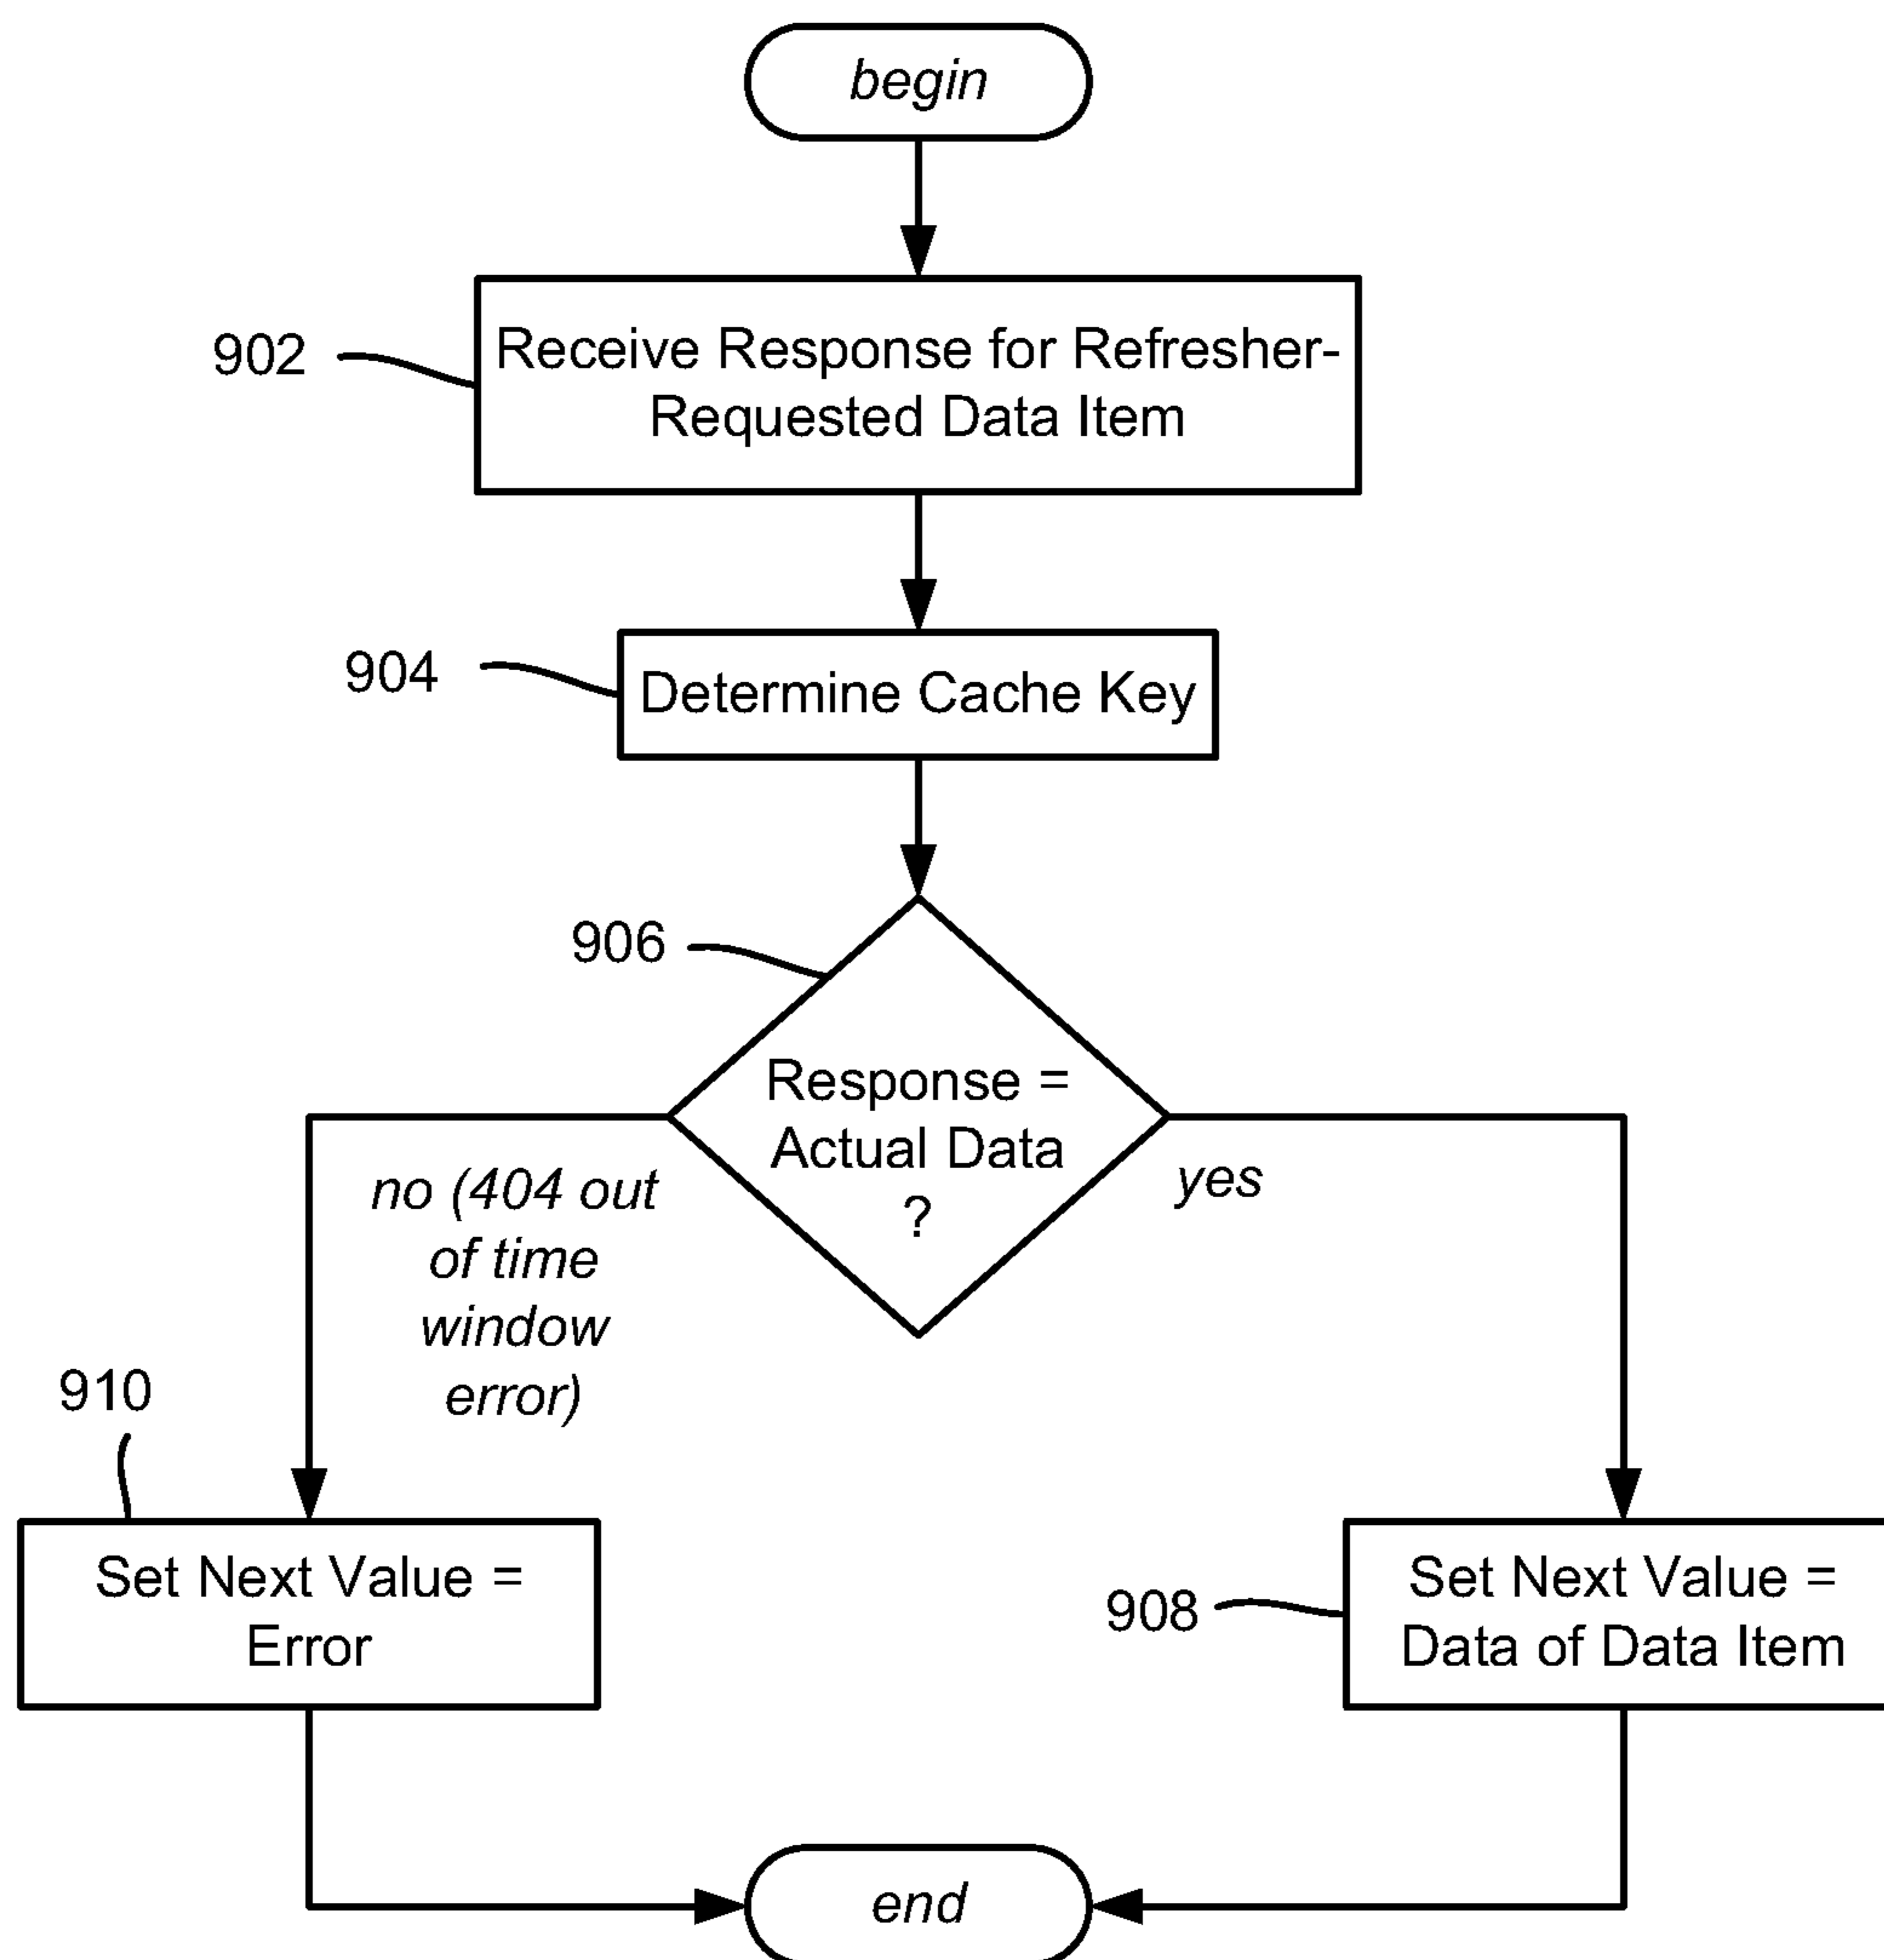 begin
902
Receive Response for Refresher-
Requested Data Item
904
Determine Cache Key
906
Response =
Actual Data
?
no (404 out
of time
window
error)
yes
910
Set Next Value =
Error
908
Set Next Value =
Data of Data Item
end